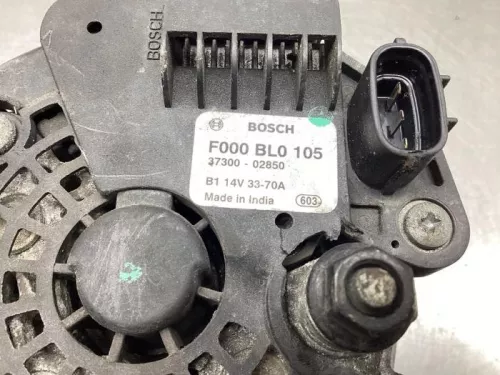 BOSCH
BOSCH
F000 BL0 105
37300 - 02850
B1 14V 33-70A
Made in India 603